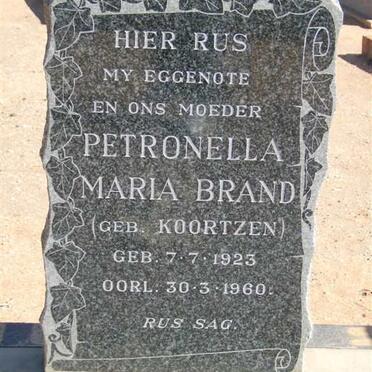 HIER RUS
MY EGGENOTE
EN ONS MOEDER
PETRONELLA
MARIA BRAND
(GEB. KOORTZEN)
GEB. 7·7·1923
OORL. 30·3·1960.
RUS SAG.